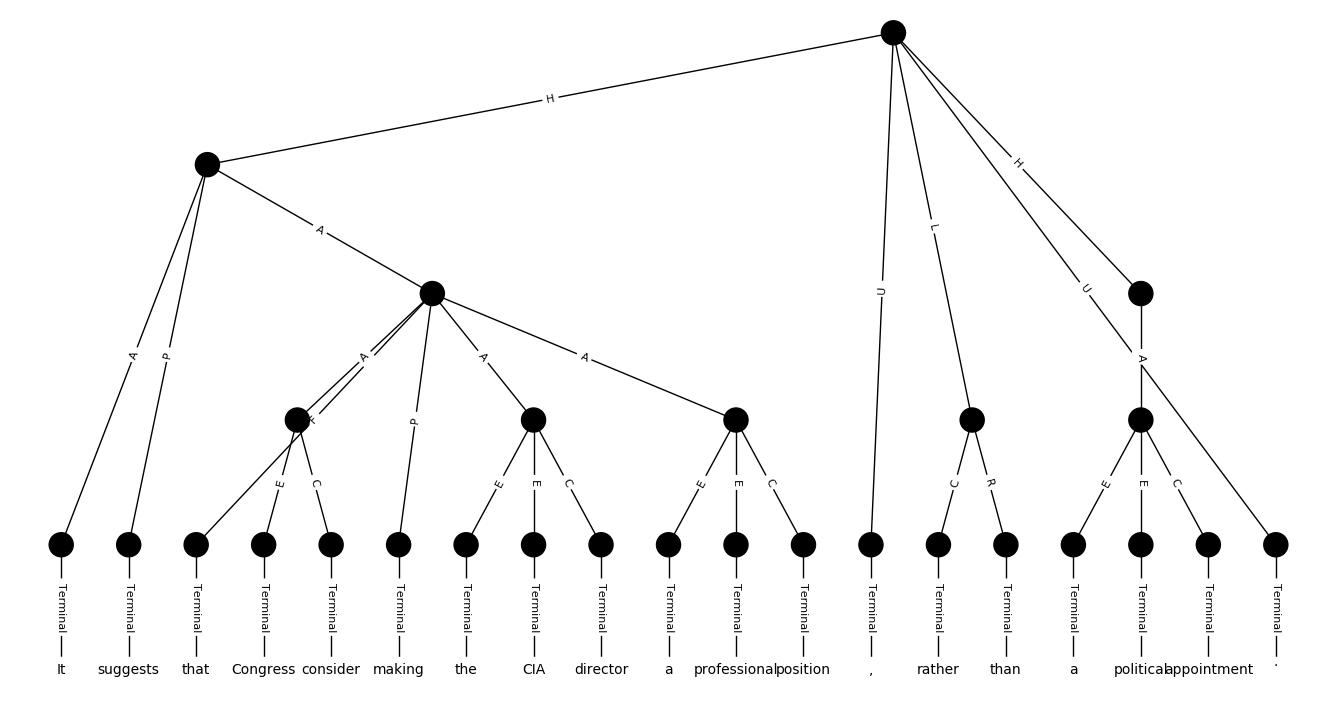 H
H
A
L
A
P
U
U
A
A
A
P
F
A
E
C
E
E
C
E
E
C
C
R
E
E
C
Terminal Terminal Terminal Terminal Terminal Terminal Terminal Terminal Terminal Terminal Terminal Terminal Terminal Terminal Terminal Terminal Terminal Terminal Terminal
It suggests that Congress consider making the CIA director a professional position , rather than a political appointment .